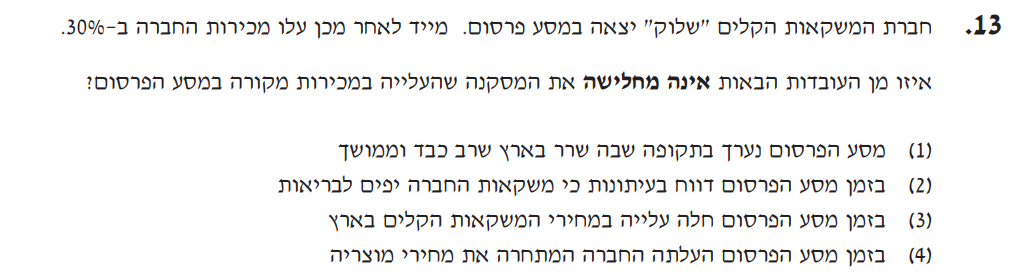 13. חברת המשקאות הקלים "שלוק" יצאה במסע פרסום. מייד לאחר מכן עלו מכירות החברה ב-30%.
איזו מן העובדות הבאות אינה מחלישה את המסקנה שהעלייה במכירות מקורה במסע הפרסום?
(1) מסע הפרסום נערך בתקופה שבה שרר בארץ שרב כבד וממושך
(2) בזמן מסע הפרסום דווח בעיתונות כי משקאות החברה יפים לבריאות
(3) בזמן מסע הפרסום חלה עלייה במחירי המשקאות הקלים בארץ
(4) בזמן מסע הפרסום העלתה החברה המתחרה את מחירי מוצריה